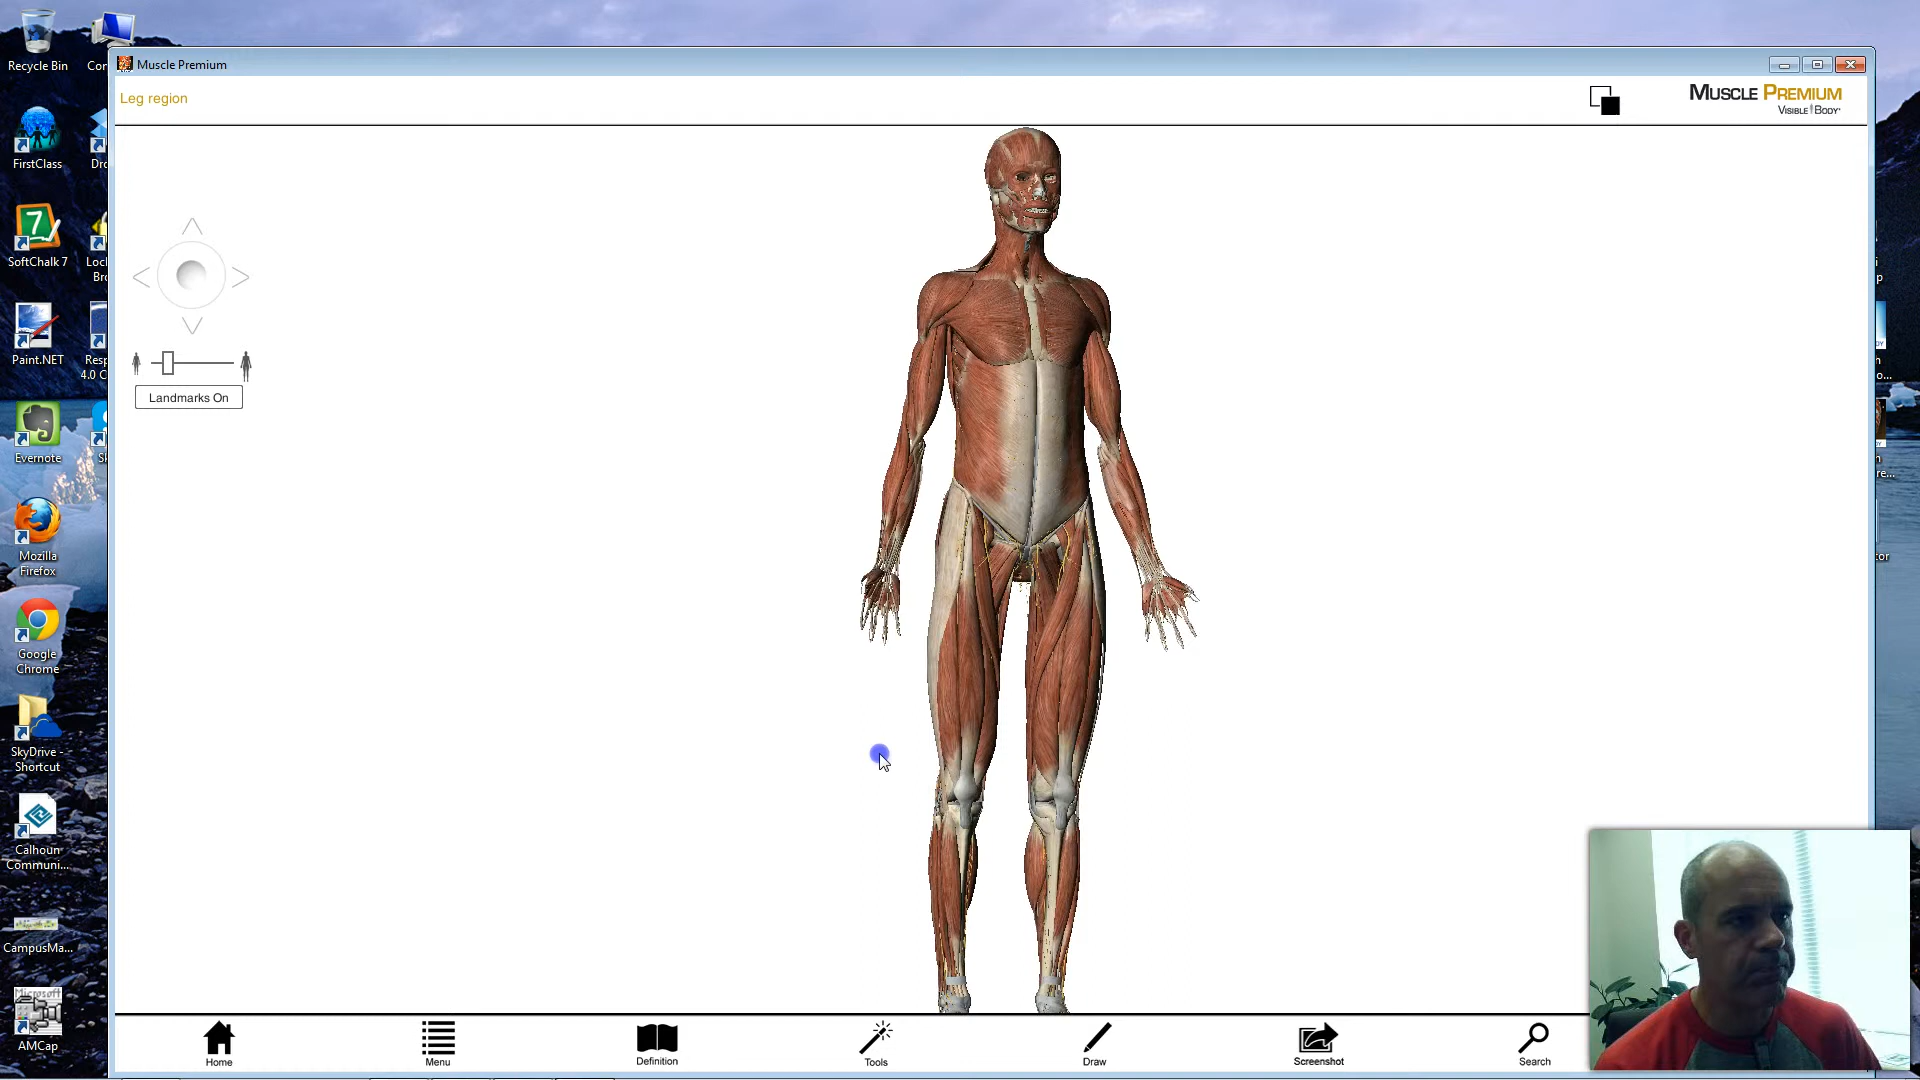 Recycle Bin
Muscle Premium
Leg region
MUSCLE PREMIUM
VISIBLE BODY
FirstClass
SoftChalk 7
Paint.NET
Landmarks On
Evernote
Mozilla
Firefox
Google
Chrome
SkyDrive -
Shortcut
Calhoun
Communi...
CampusMa...
Microsoft
AMCap
Home
Menu
Definition
Tools
Draw
Screenshot
Search